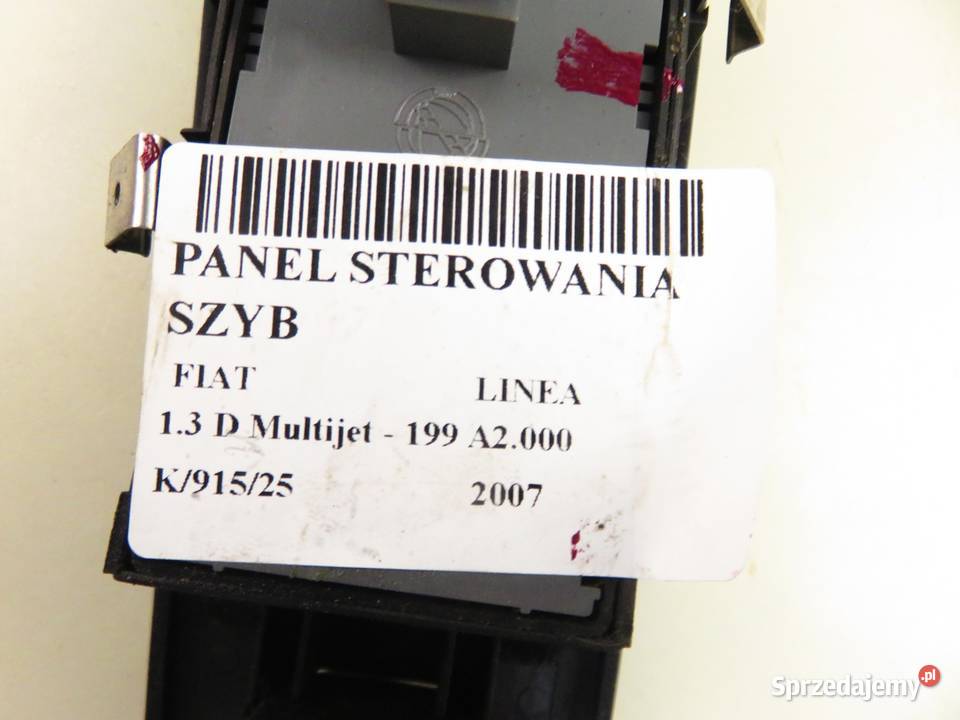 PANEL STEROWANIA
SZYB
FIAT LINEA
1.3 D Multijet - 199 A2.000
K/915/25 2007
Sprzedajemy.pl